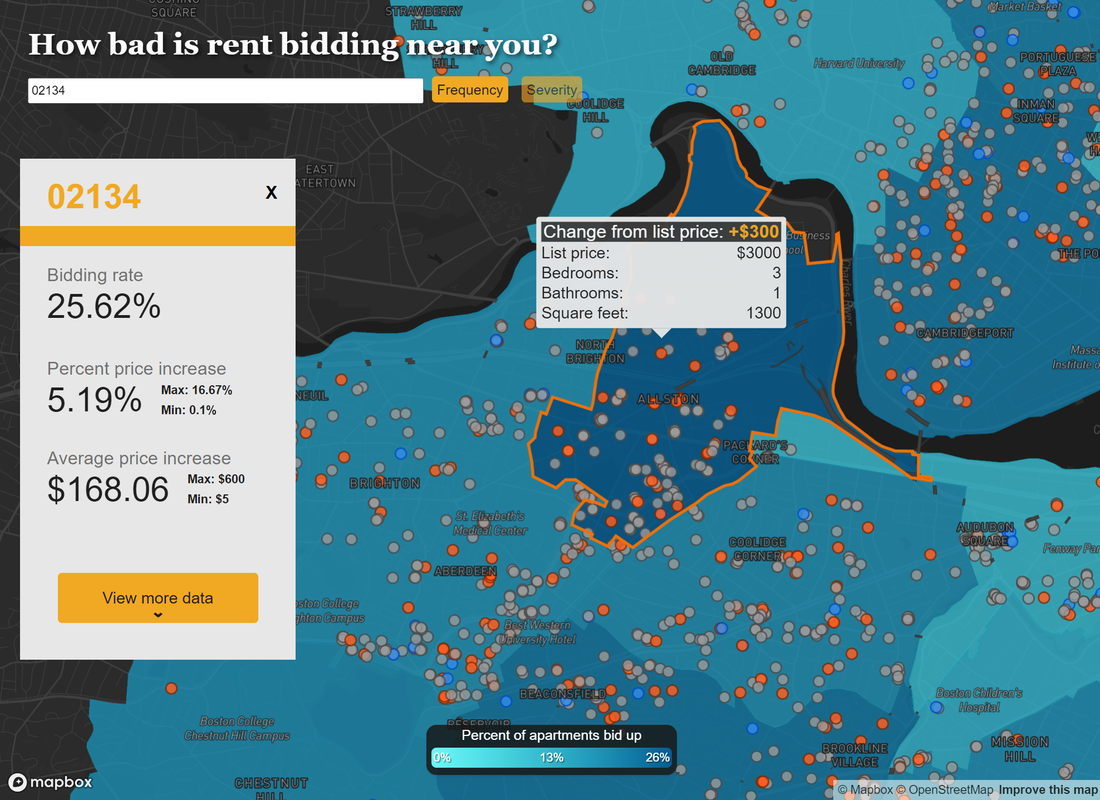 SQUARE
STRAWBERRY
HILL
Market Basket
How bad is rent bidding near you?
HILL
OLD
CAMBRIDGE
Harvard University
PORTUGUESE
PLAZA
02134
Frequency
Severity
COOLIDGE
HILL
INMAN
SQUARE
EAST
WATERTOWN
02134
X
Change from list price: +$300
List price: $3000
Bedrooms: 3
Bathrooms: 1
Square feet: 1300
Business
Charles River
THE PO
Bidding rate
25.62%
CAMBRIDGEPORT
NORTH
BRIGHTON
Massa
Institute o
Percent price increase
5.19%
Max: 16.67%
Min: 0.1%
NEUIL
ALLSTON
PACKARD'S
CORNER
Average price increase
$168.06
Max: $600
Min: $5
BRIGHTON
St. Elizabeth's
Medical Center
AUDUBON
SQUARE
COOLIDGE
CORNER
Fenway Par
ABERDEEN
View more data
oston College
ghton Campus
Best Western
University Hotel
BEACONSFIELD
Boston Children's
Hospital
Boston College
Chestnut Hill Campus
RESERVOIR
Percent of apartments bid up
0% 13% 26%
BROOKLINE
VILLAGE
MISSION
HILL
mapbox
CHESTNUT
HILL
© Mapbox © OpenStreetMap Improve this map